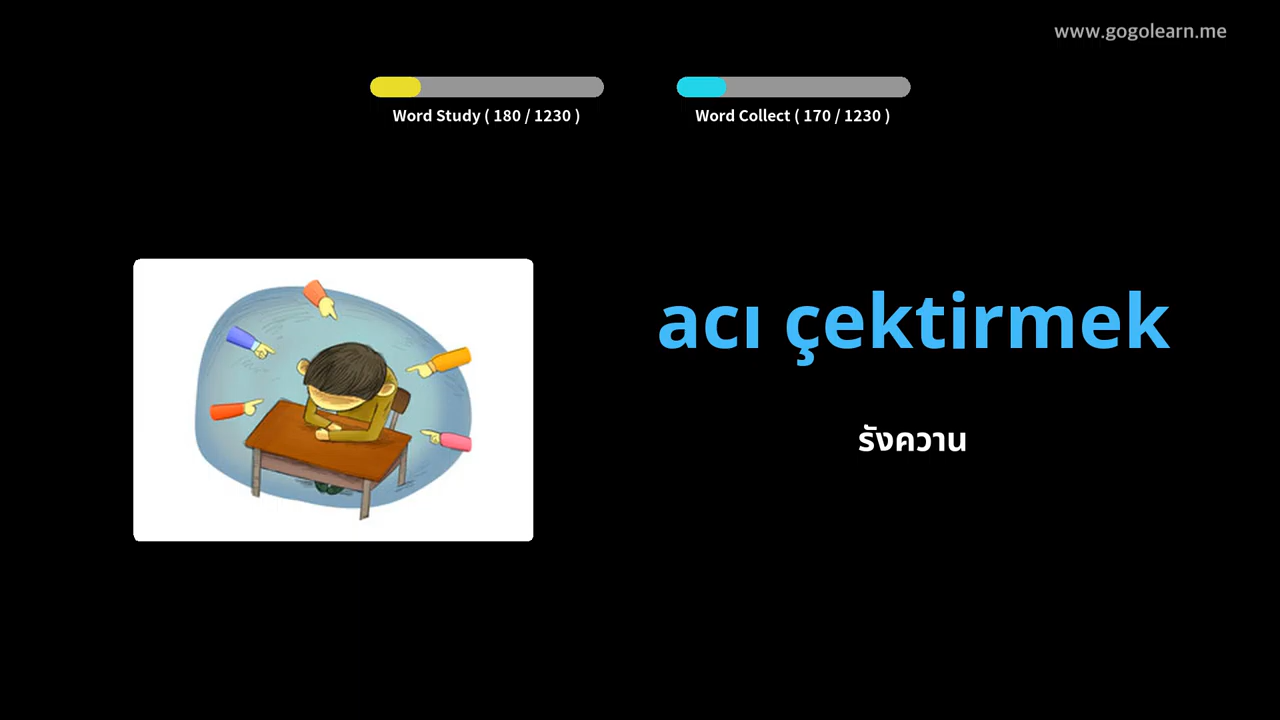 www.gogolearn.me
Word Study ( 180 / 1230 )
Word Collect ( 170 / 1230 )
acı çektirmek
รังควาน